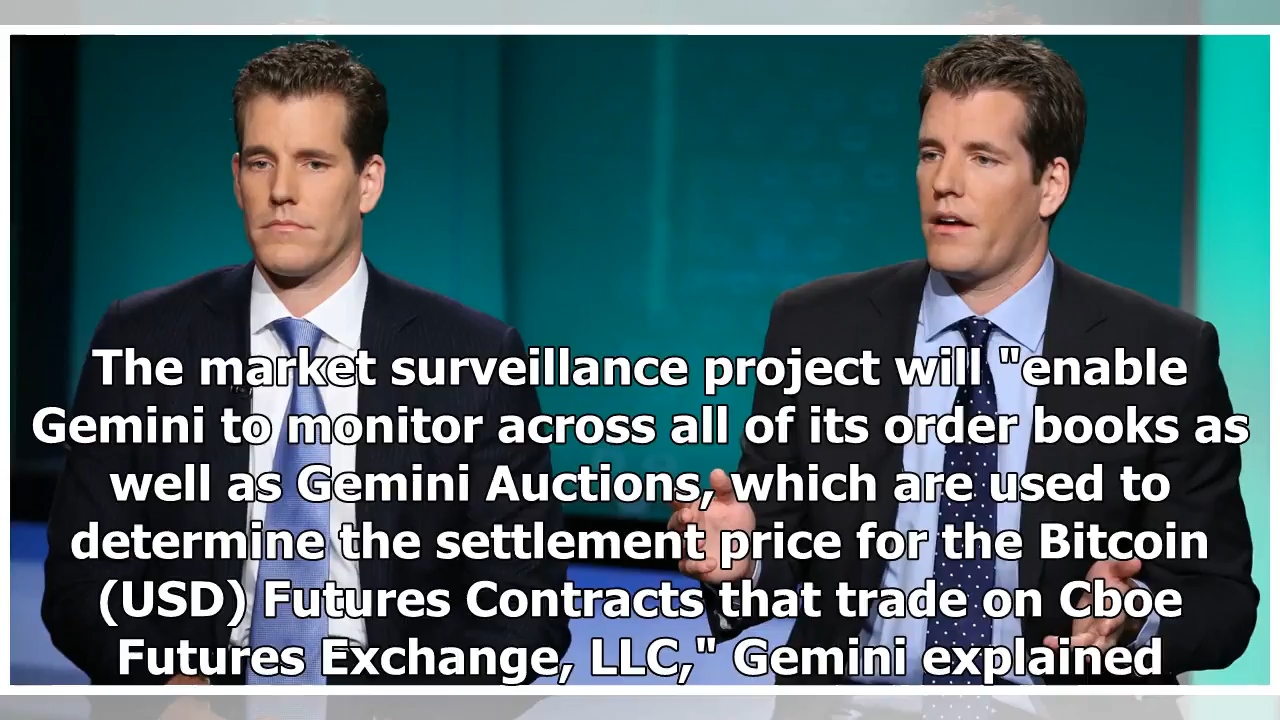 The market surveillance project will "enable
Gemini to monitor across all of its order books as
well as Gemini Auctions, which are used to
determine the settlement price for the Bitcoin
(USD) Futures Contracts that trade on Cboe
Futures Exchange, LLC," Gemini explained